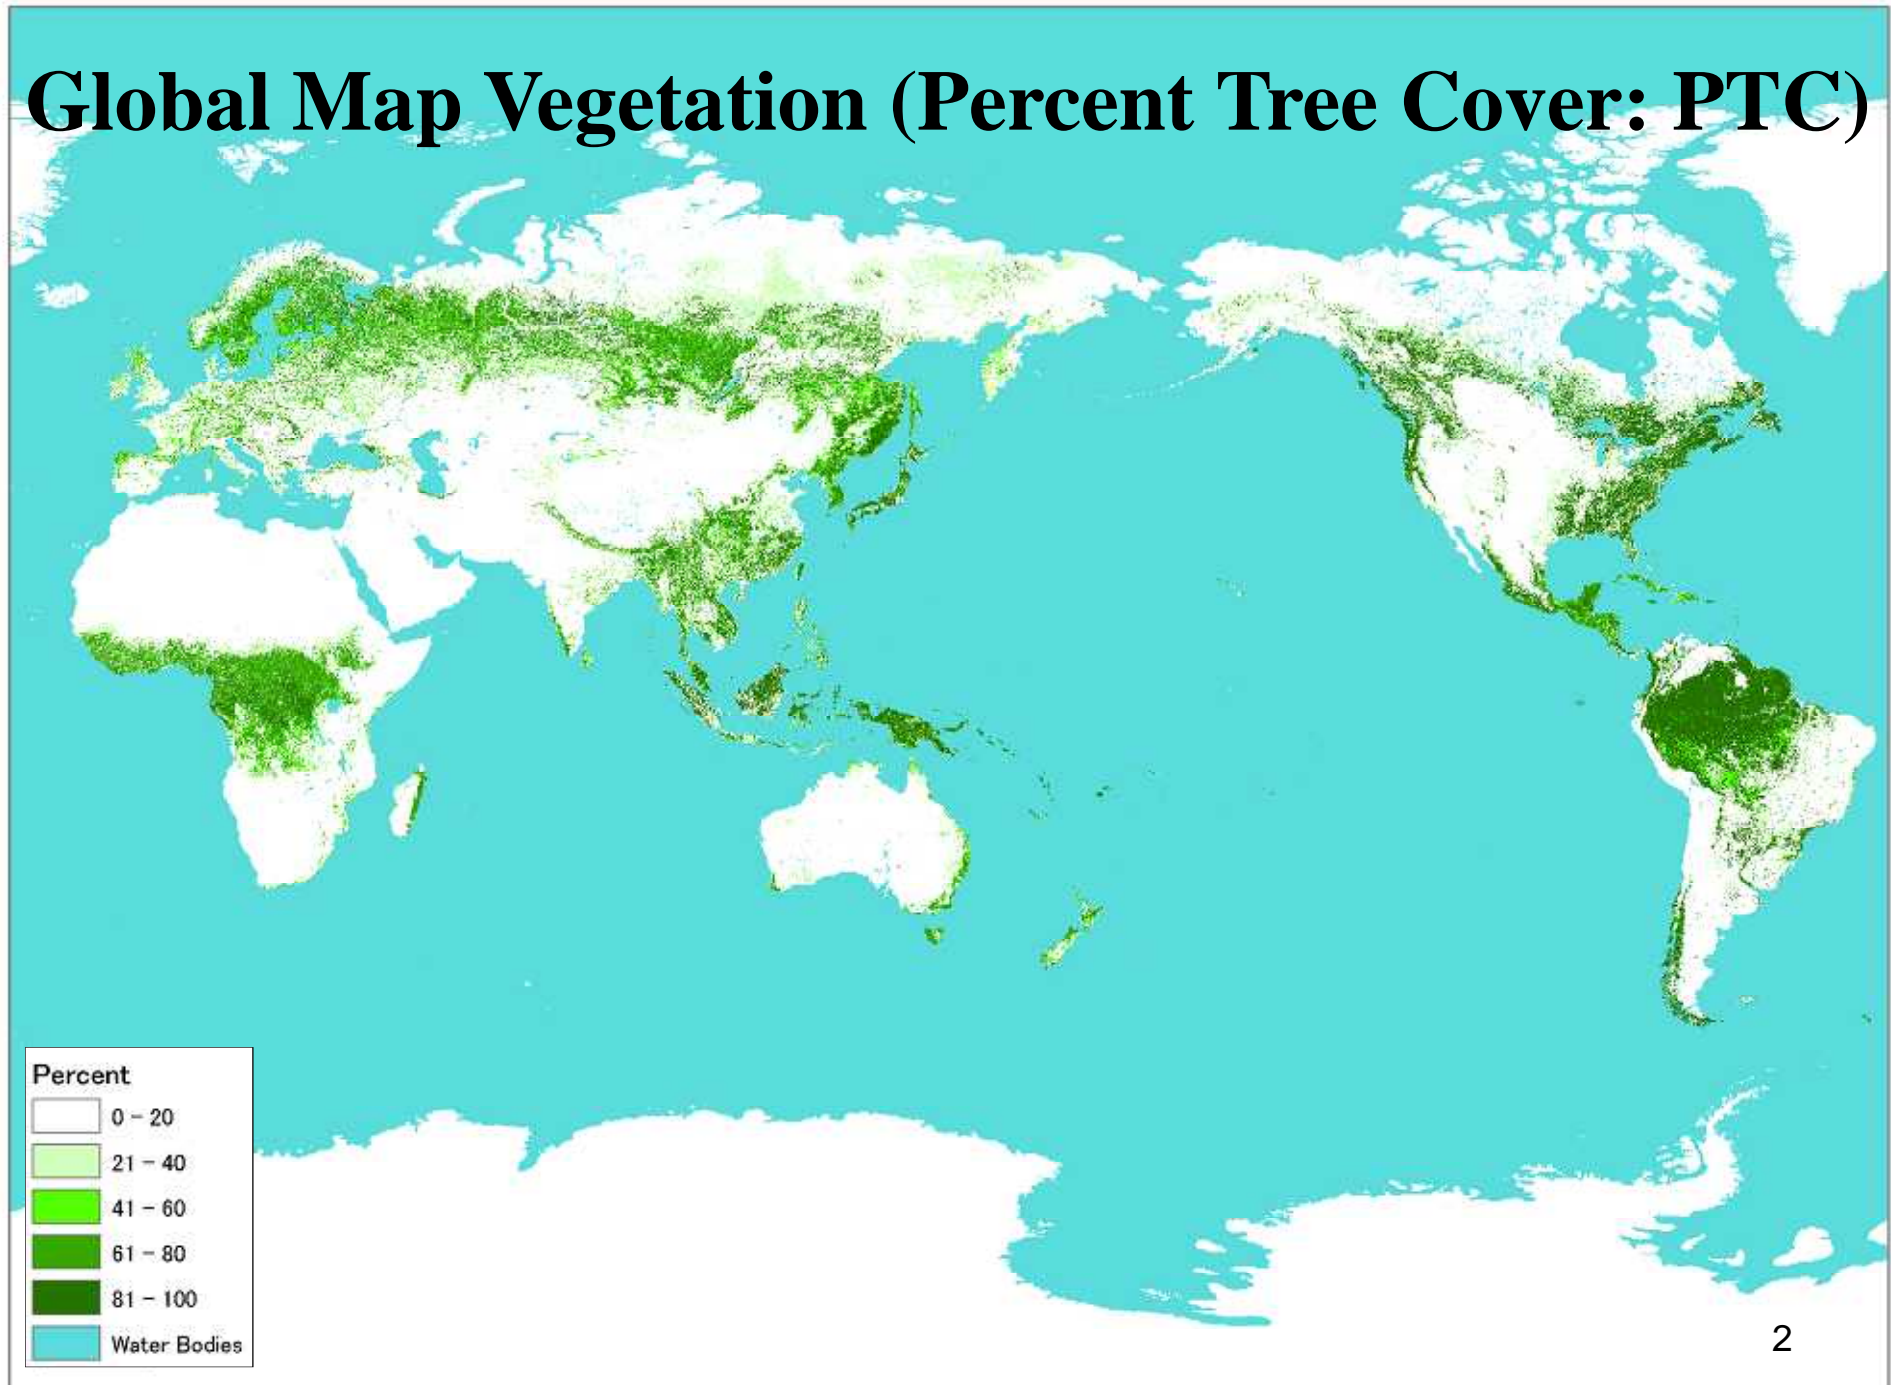 Global Map Vegetation (Percent Tree Cover: PTC)
Percent
0 - 20
21 - 40
41 - 60
61 - 80
81 - 100
Water Bodies
2